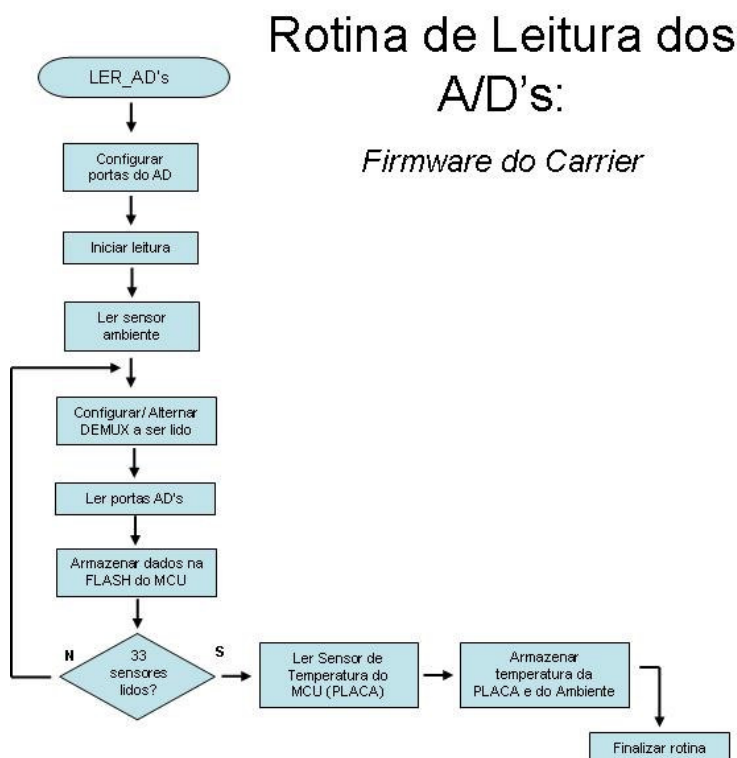 Rotina de Leitura dos
A/D's:
Firmware do Carrier
LER_AD's
Configurar
portas do AD
Iniciar leitura
Ler sensor
ambiente
Configurar/ Alternar
DEMUX a ser lido
Ler portas AD's
Armazenar dados na
FLASH do MCU
N
33
sensores
lidos?
S
Ler Sensor de
Temperatura do
MCU (PLACA)
Armazenar
temperatura da
PLACA e do Ambiente
Finalizar rotina